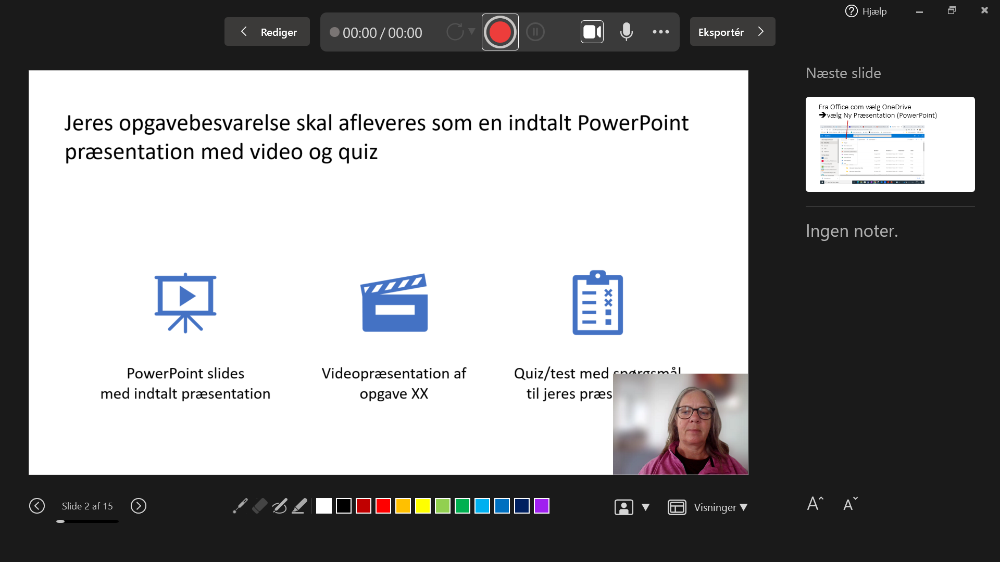 Hjælp
Rediger
00:00 / 00:00
Eksportér
Næste slide
Jeres opgavebesvarelse skal afleveres som en indtalt PowerPoint
præsentation med video og quiz
Fra Office.com vælg OneDrive
➔vælg Ny Præsentation (PowerPoint)
Ingen noter.
PowerPoint slides
med indtalt præsentation
Videopræsentation af
opgave XX
Quiz/test med spørgsmål
til jeres præs
Slide 2 af 15
Visninger